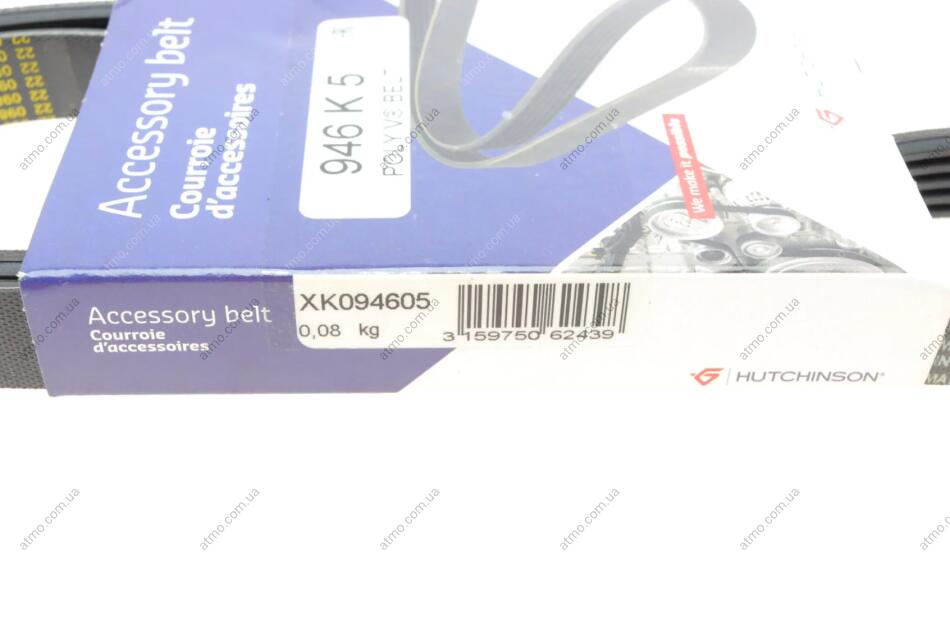 Accessory belt
Courroie
d'accessoires
946 K 5
POLY V® BELT
We make it possible
Accessory belt
Courroie
d'accessoires
XK094605
0,08 kg
3 159750 62439
HUTCHINSON®
atmo.com.ua